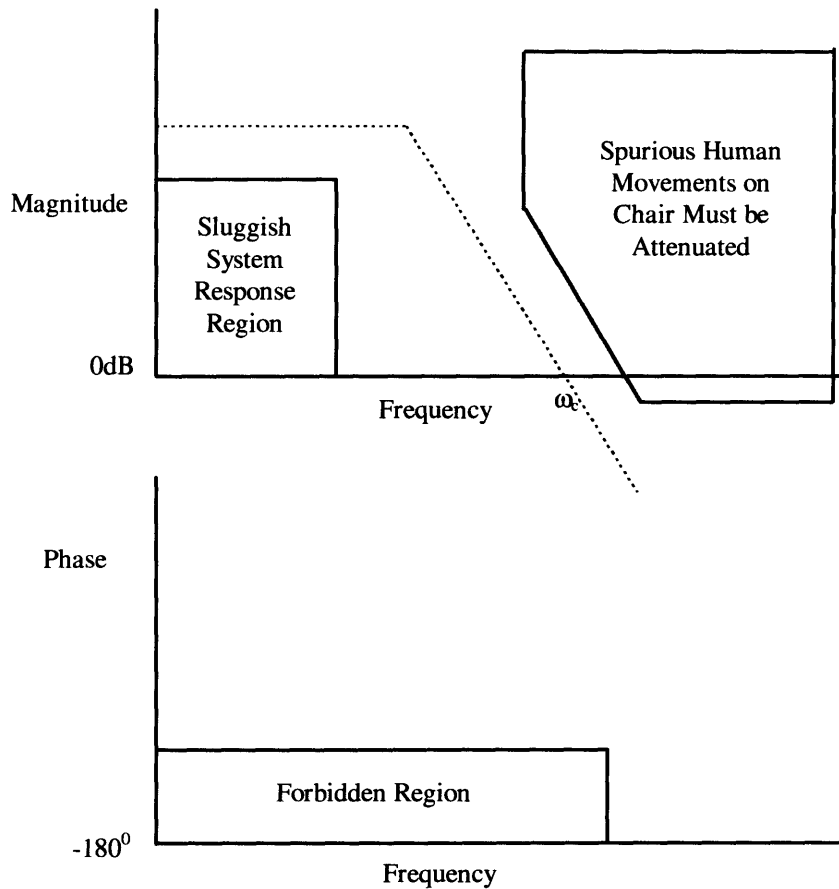 Spurious Human
Movements on
Chair Must be
Attenuated
Magnitude
Sluggish
System
Response
Region
0dB
Frequency
ωc
Phase
Forbidden Region
-180⁰
Frequency